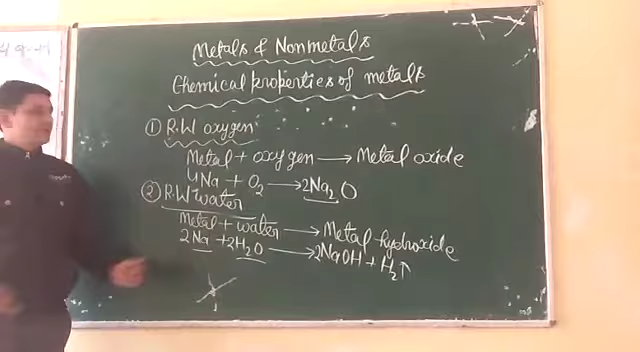 Metals & Nonmetals
Chemical properties of metals
① R.W oxygen
Metal + oxygen → Metal oxide
4Na + O₂ → 2Na₂O
② R.W water
Metal + water → Metal hydroxide
2Na + 2H₂O → 2NaOH + H₂↑